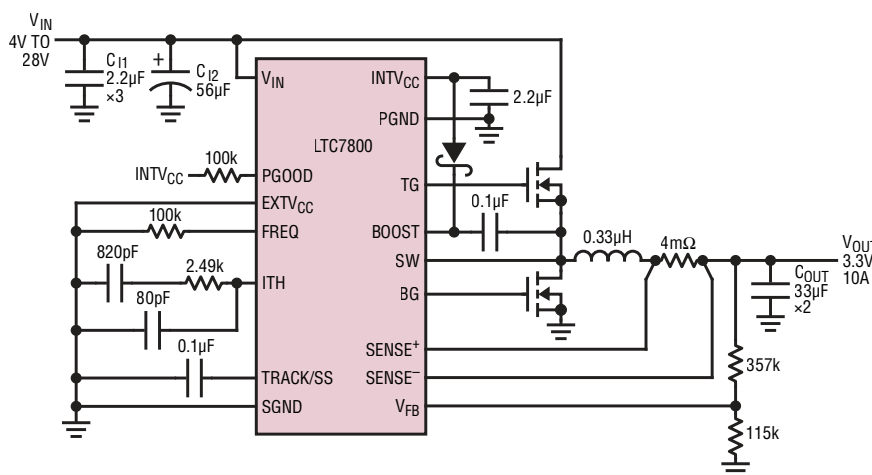 VIN
4V TO
28V
CI1
2.2µF
×3
+
CI2
56µF
VIN
INTVCC
2.2µF
PGND
LTC7800
INTVCC
100k
PGOOD
TG
EXTVCC
100k
FREQ
0.1µF
BOOST
820pF
2.49k
ITH
SW
0.33µH
4mΩ
VOUT
3.3V
10A
COUT
33µF
×2
80pF
BG
0.1µF
SENSE+
TRACK/SS
SENSE–
357k
SGND
VFB
115k